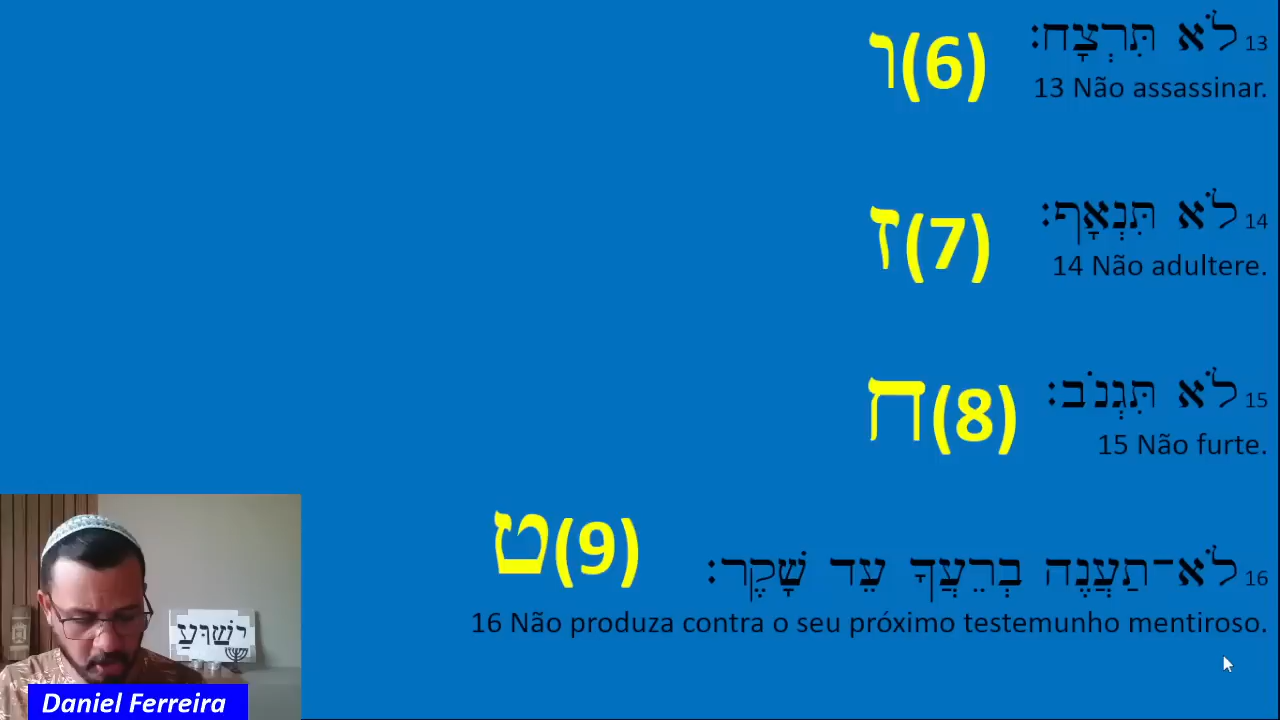 13 לֹא תִּרְצָח׃
ו(6)
13 Não assassinar.
14 לֹא תִּנְאָף׃
ז(7)
14 Não adultere.
15 לֹא תִּגְנֹב׃
ח(8)
15 Não furte.
16 לֹא־תַעֲנֶה בְרֵעֲךָ עֵד שָׁקֶר׃
ט(9)
16 Não produza contra o seu próximo testemunho mentiroso.
ישׁוּעַ
Daniel Ferreira